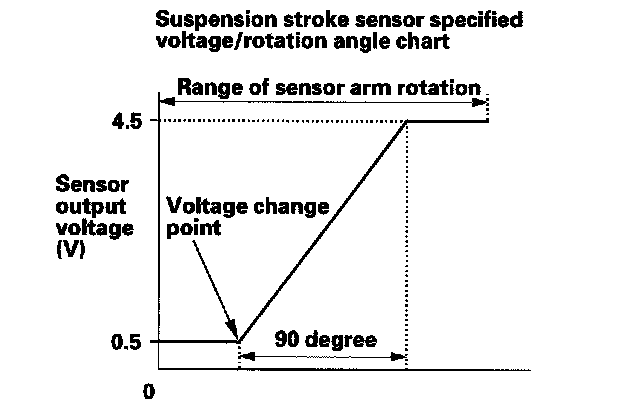 Suspension stroke sensor specified
voltage/rotation angle chart
Range of sensor arm rotation
4.5
Sensor
output
voltage
(V)
Voltage change
point
0.5
90 degree
0